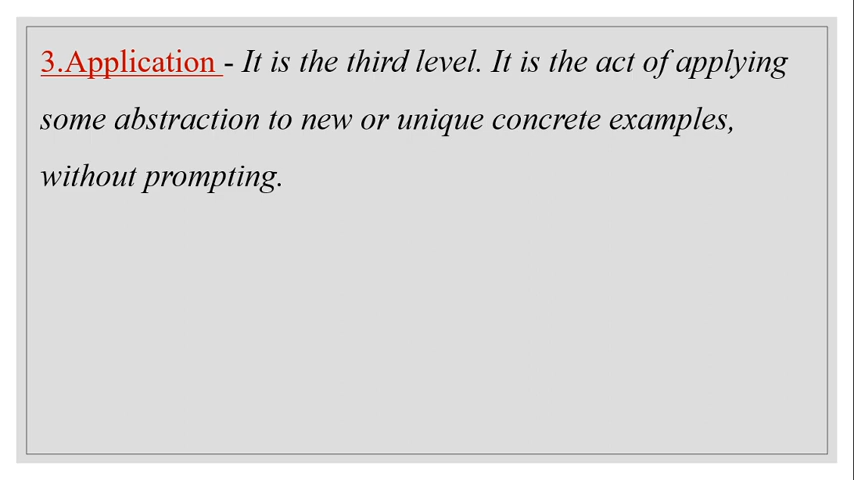 3.Application - It is the third level. It is the act of applying
some abstraction to new or unique concrete examples,
without prompting.